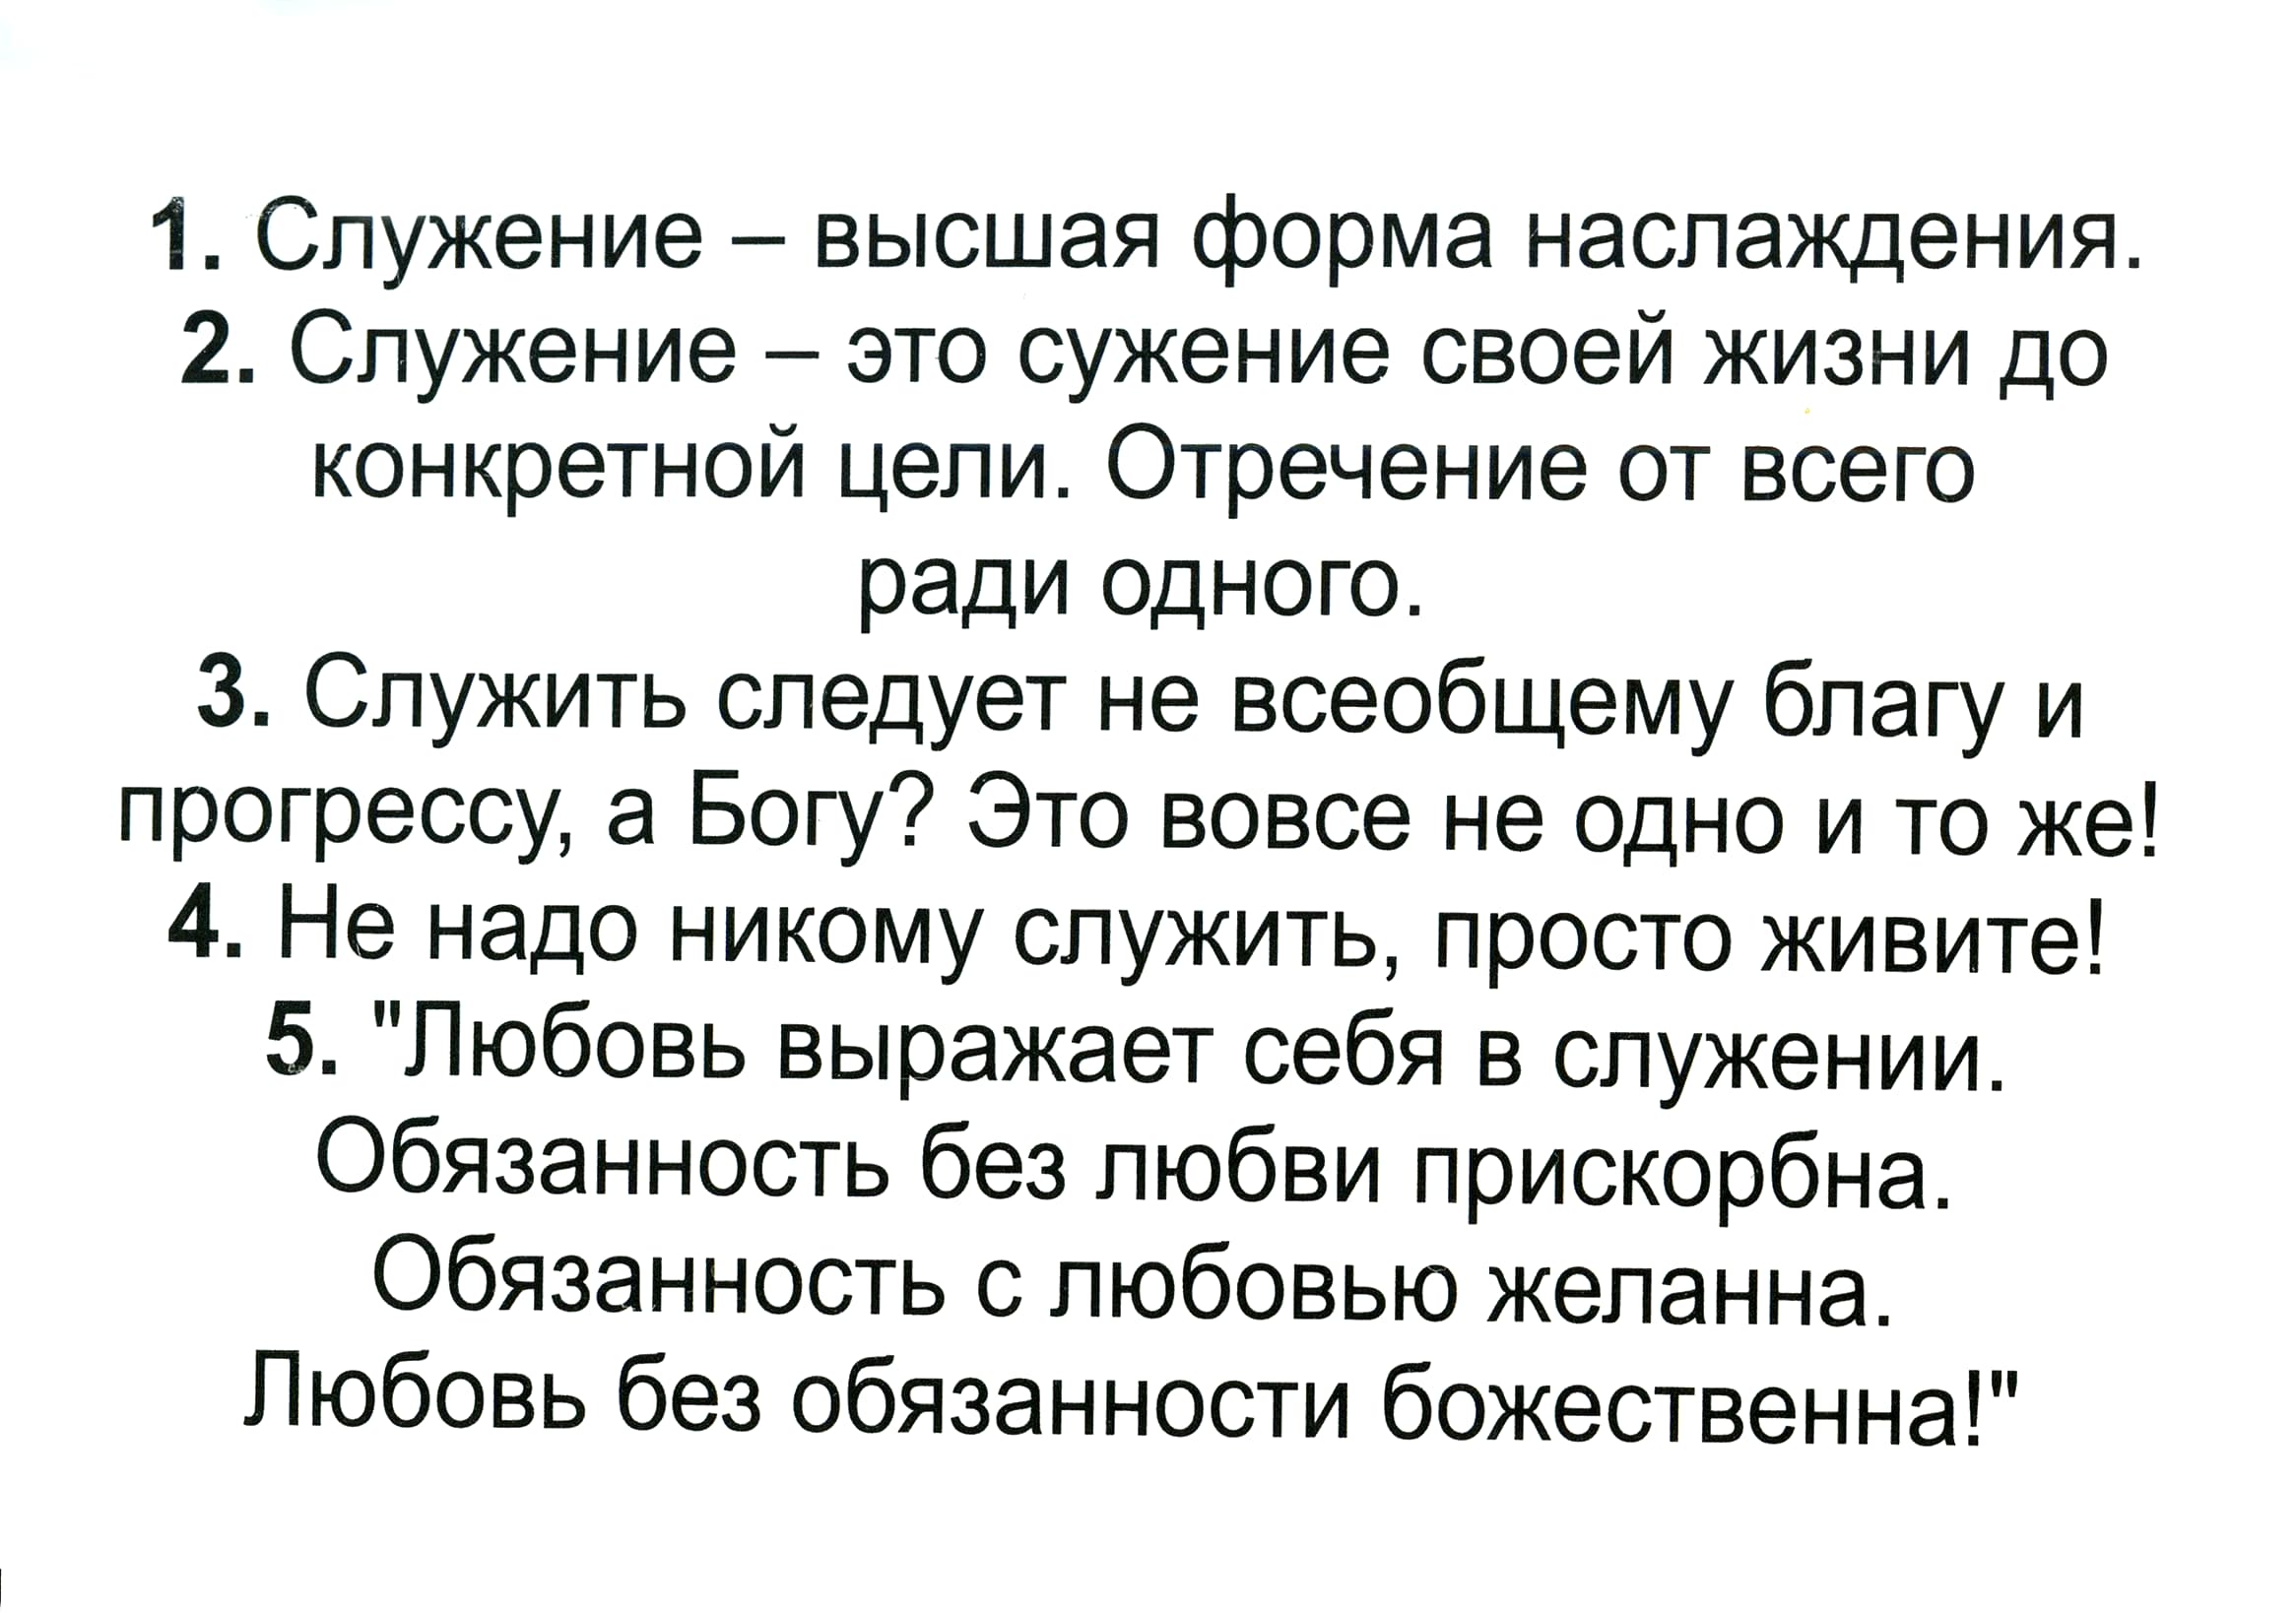 1. Служение – высшая форма наслаждения.
2. Служение – это сужение своей жизни до
конкретной цели. Отречение от всего
ради одного.
3. Служить следует не всеобщему благу и
прогрессу, а Богу? Это вовсе не одно и то же!
4. Не надо никому служить, просто живите!
5. "Любовь выражает себя в служении.
Обязанность без любви прискорбна.
Обязанность с любовью желанна.
Любовь без обязанности божественна!"